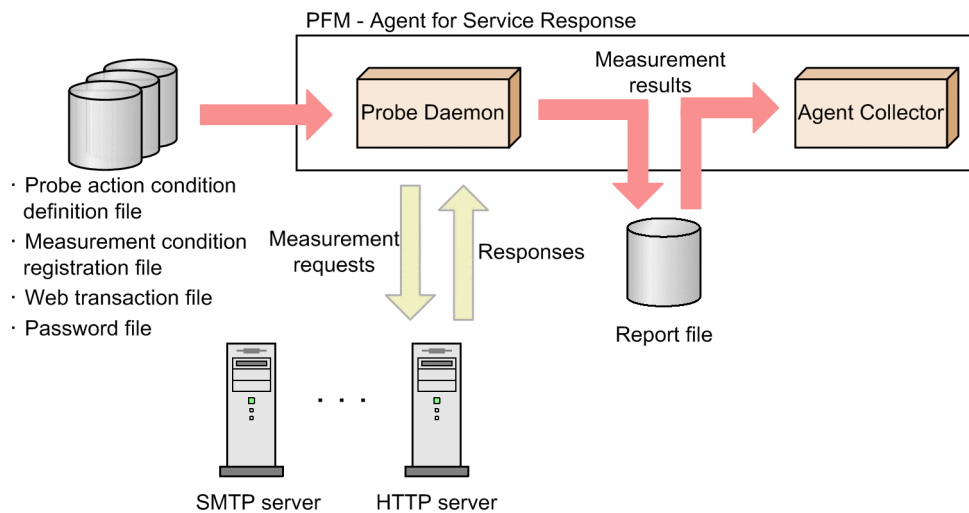 PFM - Agent for Service Response
Measurement
results
Probe Daemon
Agent Collector
· Probe action condition
definition file
· Measurement condition
registration file
· Web transaction file
· Password file
Measurement
requests
Responses
Report file
. . .
SMTP server
HTTP server